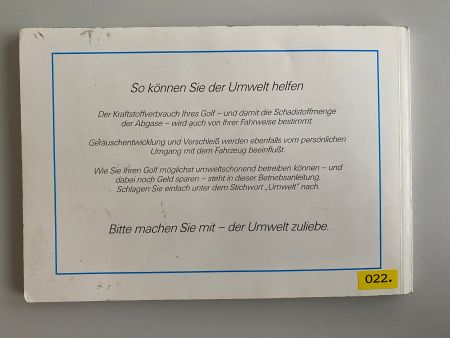 So können Sie der Umwelt helfen
Der Kraftstoffverbrauch Ihres Golf – und damit die Schadstoffmenge
der Abgase – wird auch von Ihrer Fahrweise bestimmt.
Geräuschentwicklung und Verschleiß werden ebenfalls vom persönlichen
Umgang mit dem Fahrzeug beeinflußt.
Wie Sie Ihren Golf möglichst umweltschonend betreiben können – und
dabei noch Geld sparen – steht in dieser Betriebsanleitung.
Schlagen Sie einfach unter dem Stichwort „Umwelt" nach.
Bitte machen Sie mit – der Umwelt zuliebe.
022.